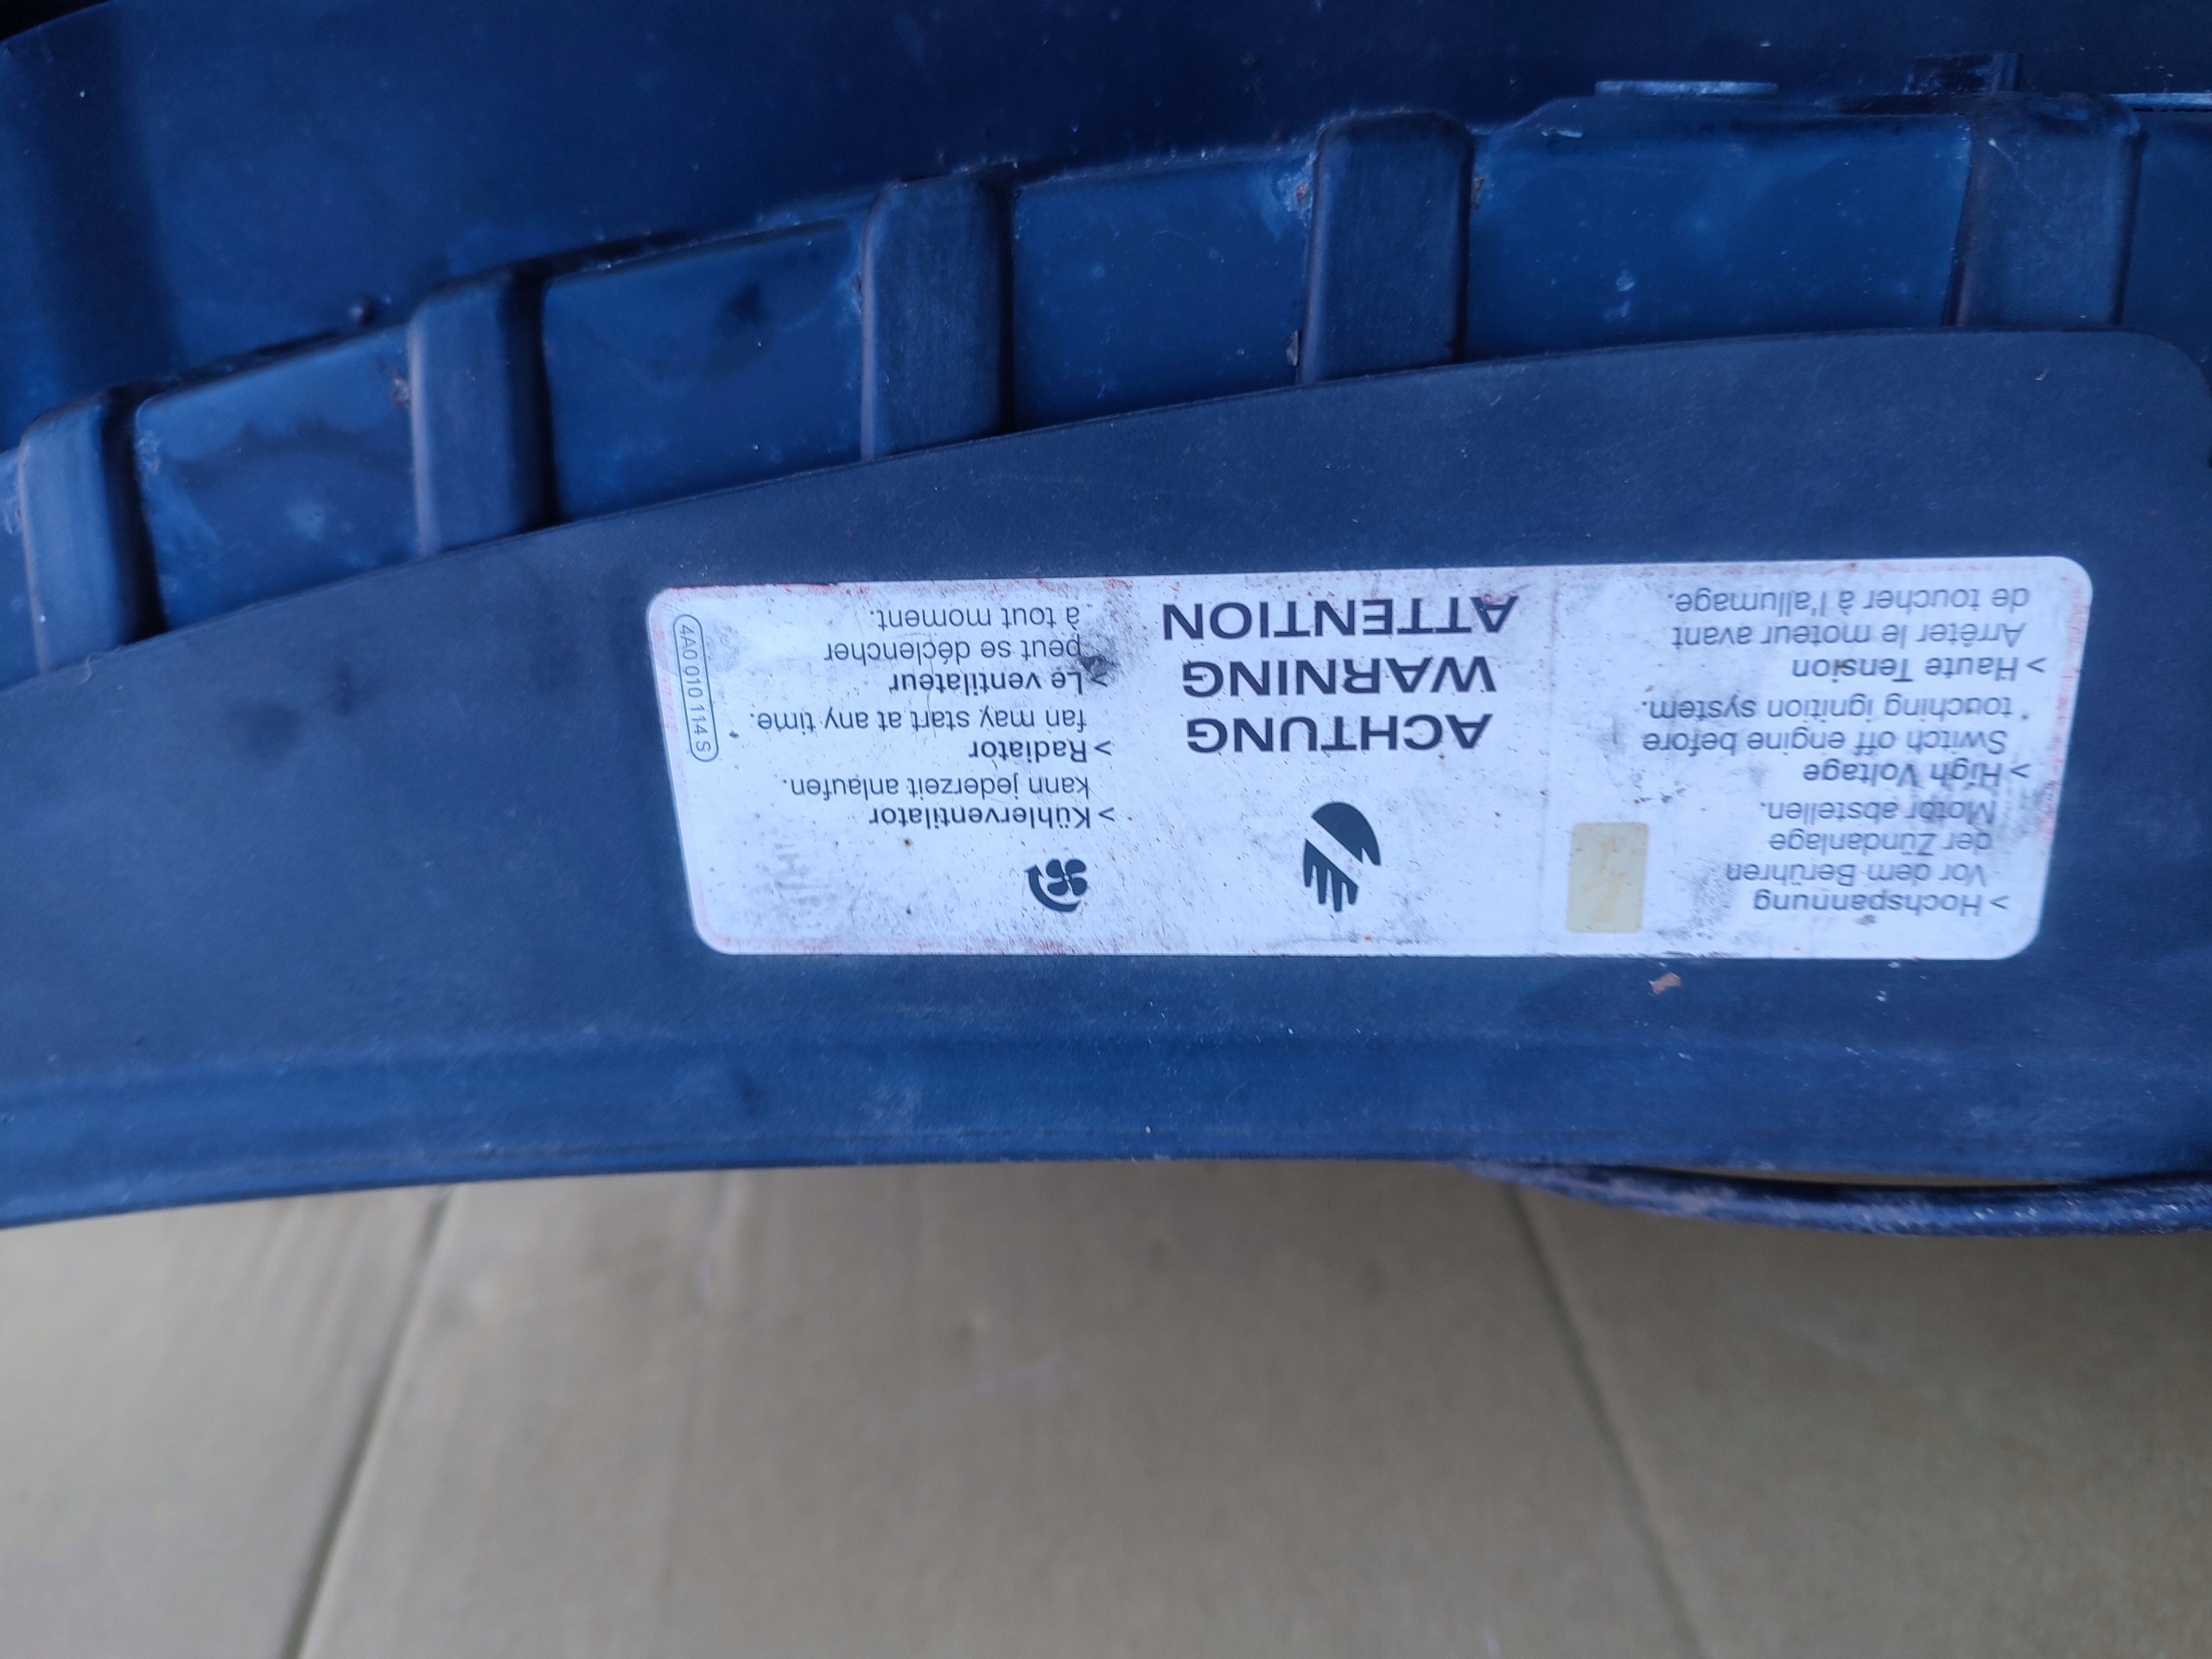 > Hochspannung
Vor dem Berühren
der Zündanlage
Motor abstellen.
> High Voltage
Switch off engine before
touching ignition system.
> Haute Tension
Arrêter le moteur avant
de toucher à l'allumage.
ACHTUNG
WARNING
ATTENTION
> Kühlerventilator
kann jederzeit anlaufen.
> Radiator
fan may start at any time.
> Le ventilateur
peut se déclencher
à tout moment.
4A0 010 114 S